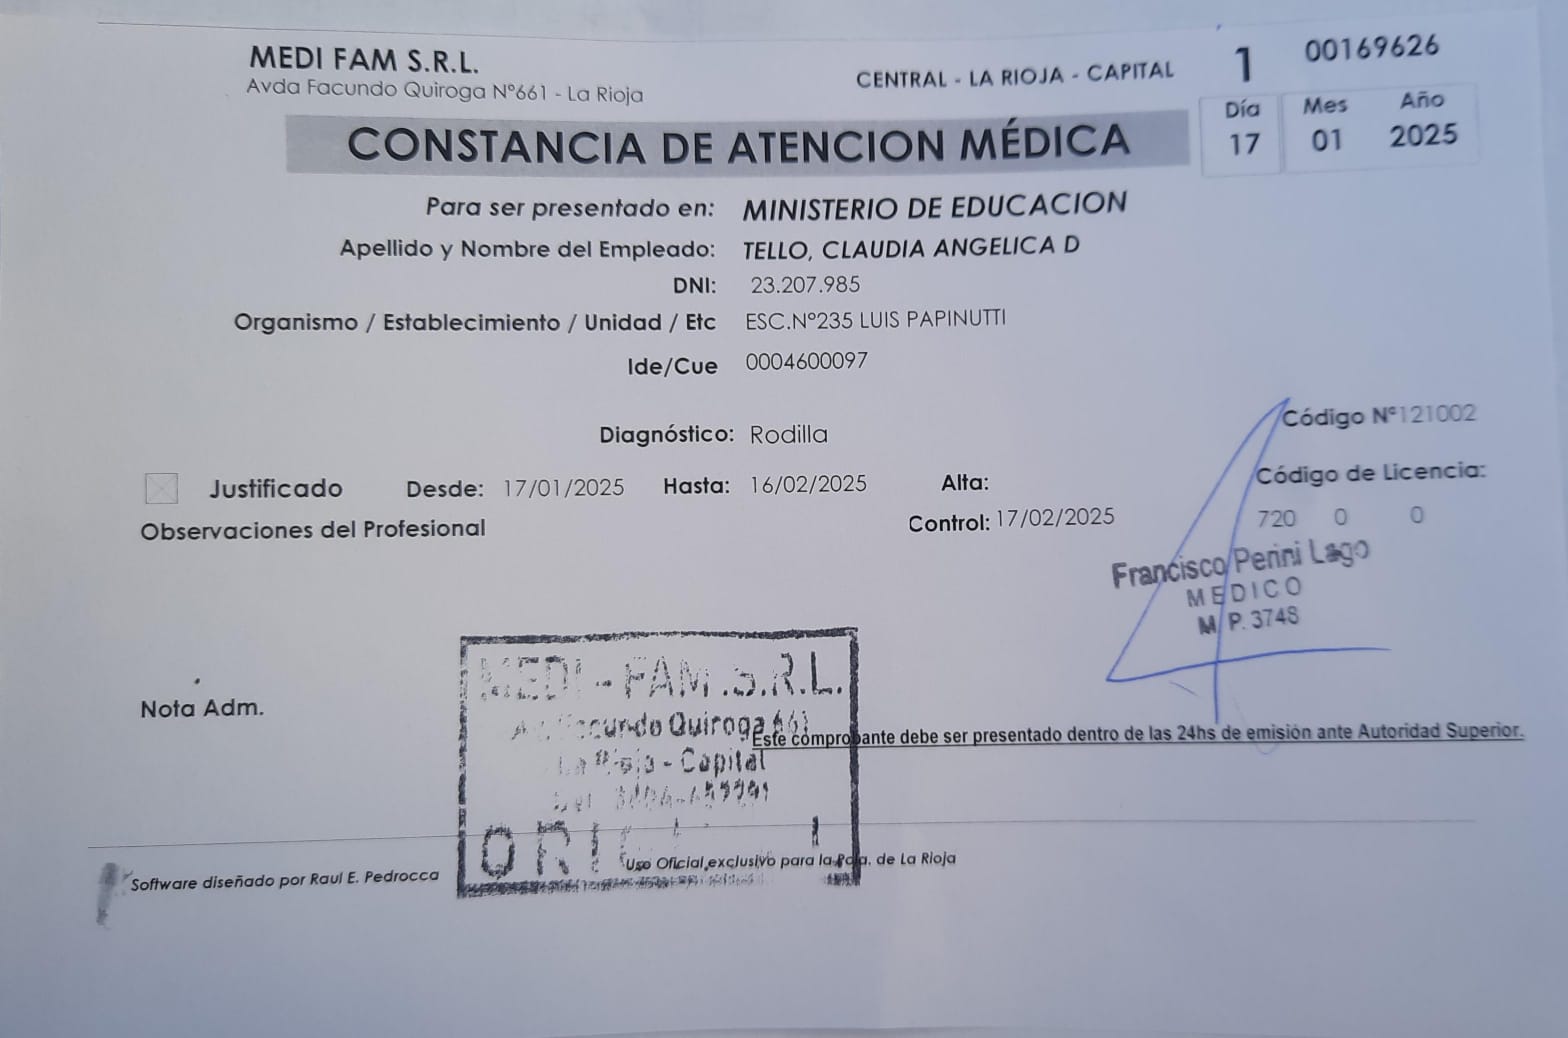 MEDI FAM S.R.L.
Avda Facundo Quiroga Nº661 - La Rioja
CENTRAL - LA RIOJA - CAPITAL
1 00169626
Día Mes Año
17 01 2025
CONSTANCIA DE ATENCION MÉDICA
Para ser presentado en: MINISTERIO DE EDUCACION
Apellido y Nombre del Empleado: TELLO, CLAUDIA ANGELICA D
DNI: 23.207.985
Organismo / Establecimiento / Unidad / Etc ESC.Nº235 LUIS PAPINUTTI
Ide/Cue 0004600097
Código Nº121002
Diagnóstico: Rodilla
Código de Licencia:
720 0 0
Justificado Desde: 17/01/2025 Hasta: 16/02/2025 Alta:
Control: 17/02/2025
Observaciones del Profesional
Francisco Perini Lago
MEDICO
M.P. 3748
MEDI - FAM.S.R.L.
Facundo Quiroga 661
La Rioja - Capital
Nota Adm.
Este comprobante debe ser presentado dentro de las 24hs de emisión ante Autoridad Superior.
Uso Oficial exclusivo para la Pcia. de La Rioja
Software diseñado por Raul E. Pedrocca